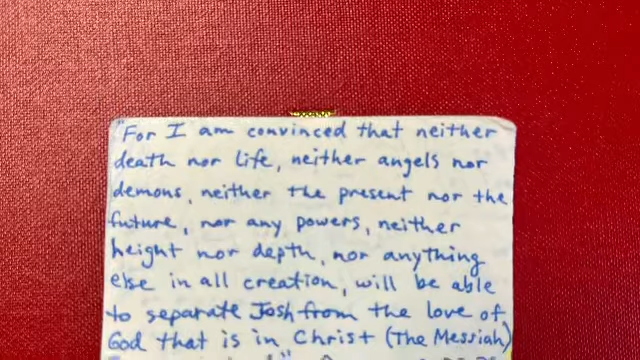 "For I am convinced that neither
death nor life, neither angels nor
demons, neither the present nor the
future, nor any powers, neither
height nor depth, nor anything
else in all creation, will be able
to separate Josh from the love of
God that is in Christ (The Messiah)